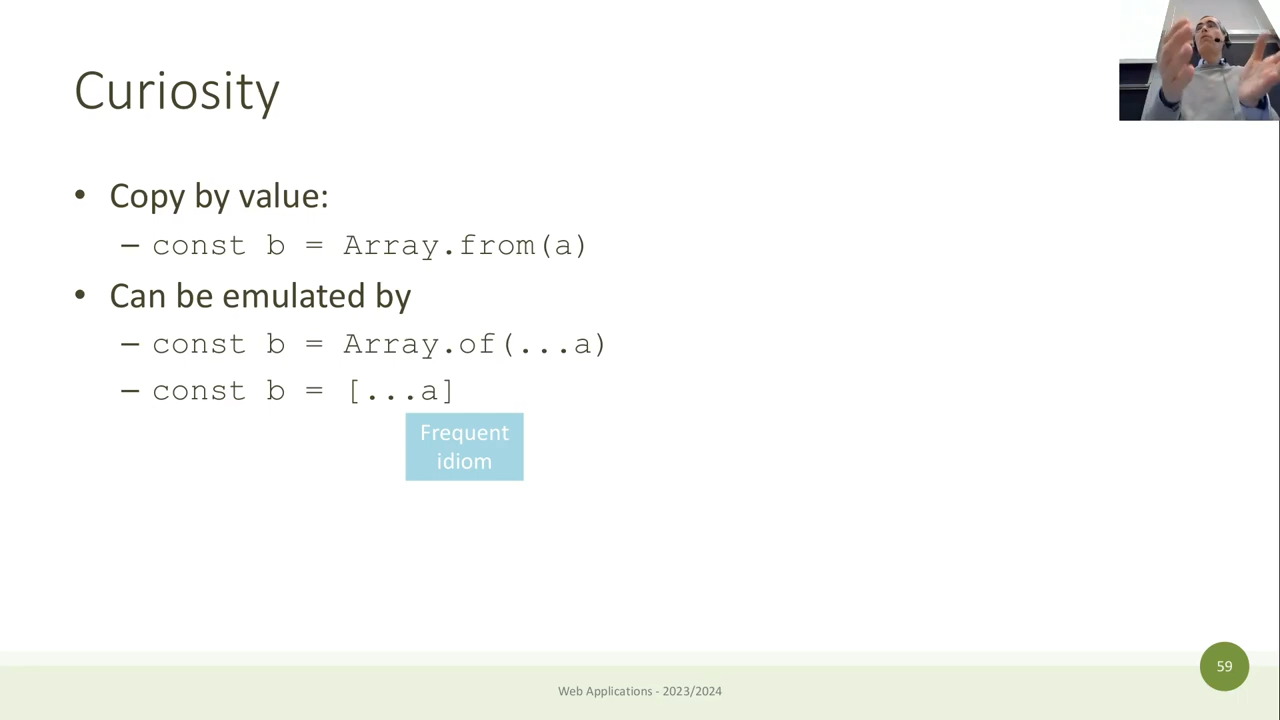 Curiosity
• Copy by value:
– const b = Array.from(a)
• Can be emulated by
– const b = Array.of(...a)
– const b = [...a]
Frequent
idiom
59
Web Applications - 2023/2024